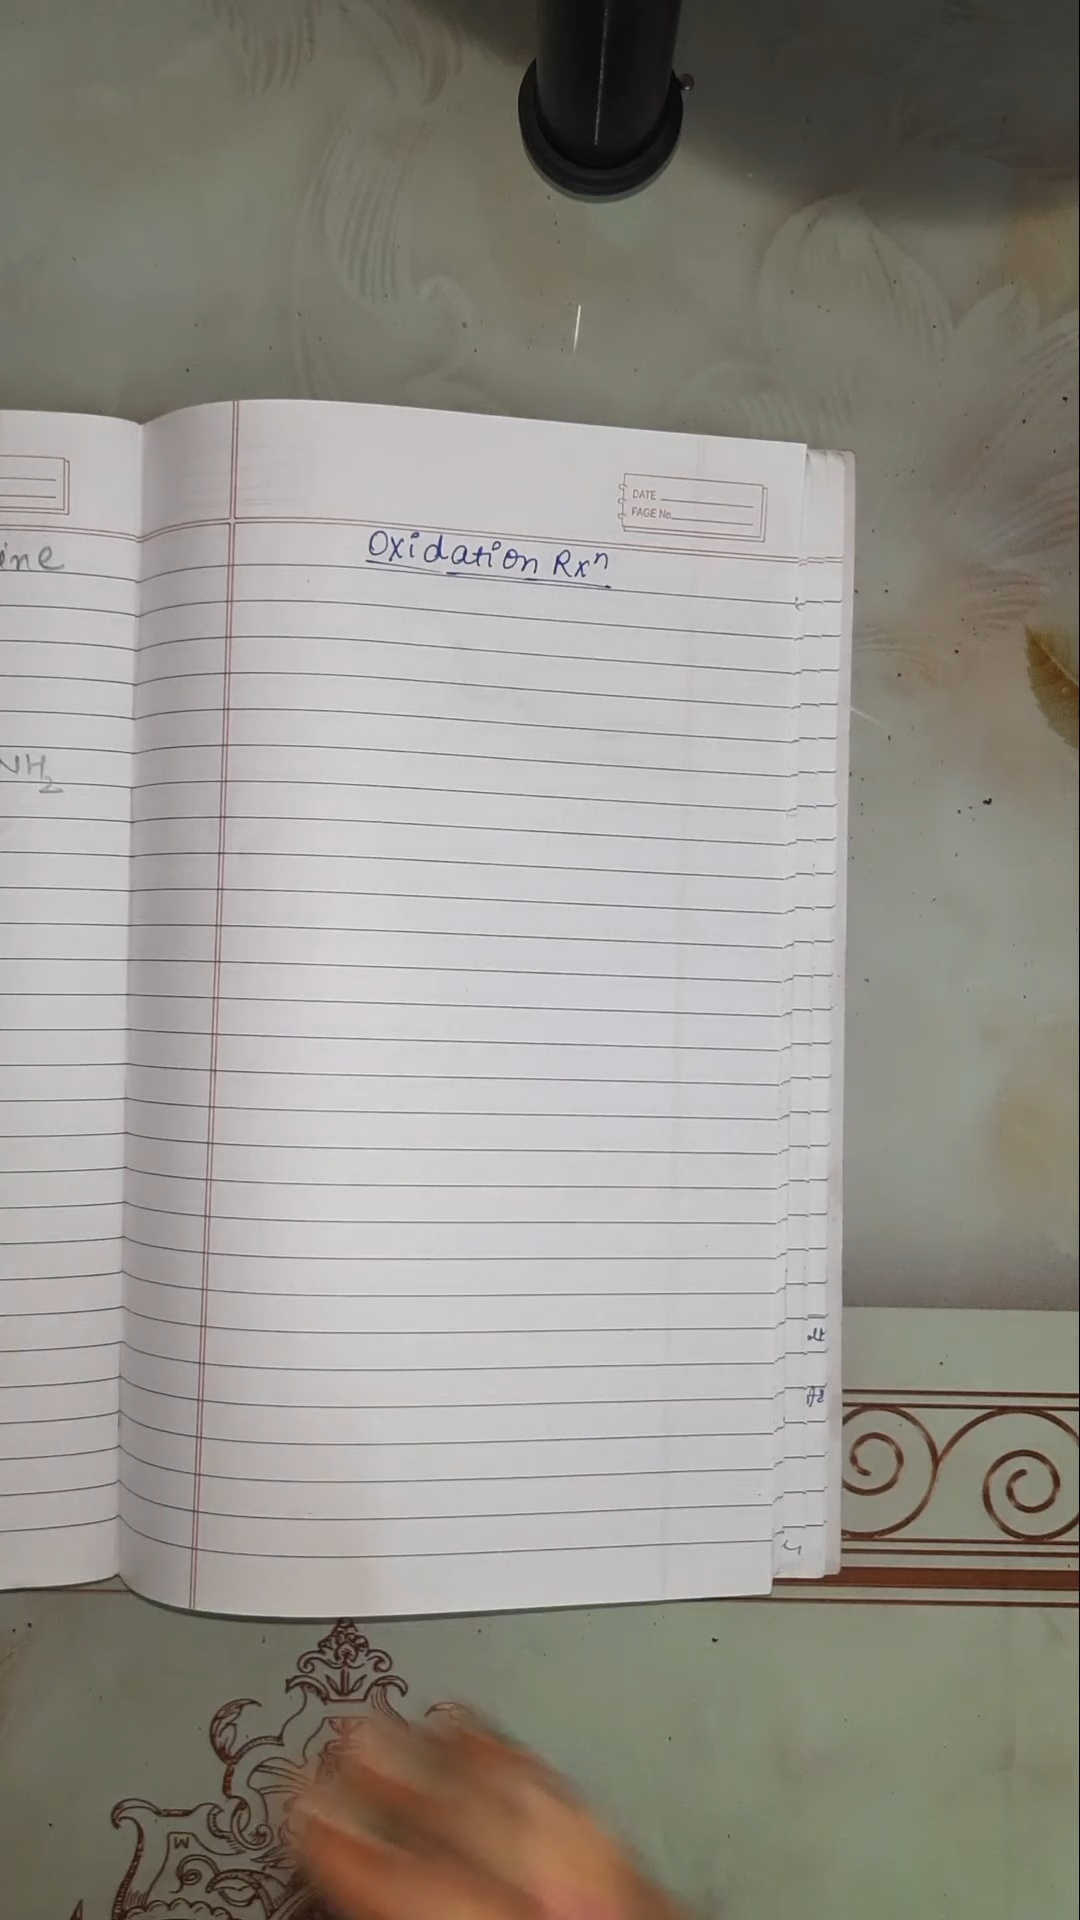 ine
NH₂
DATE
PAGE No.
Oxidation Rxⁿ